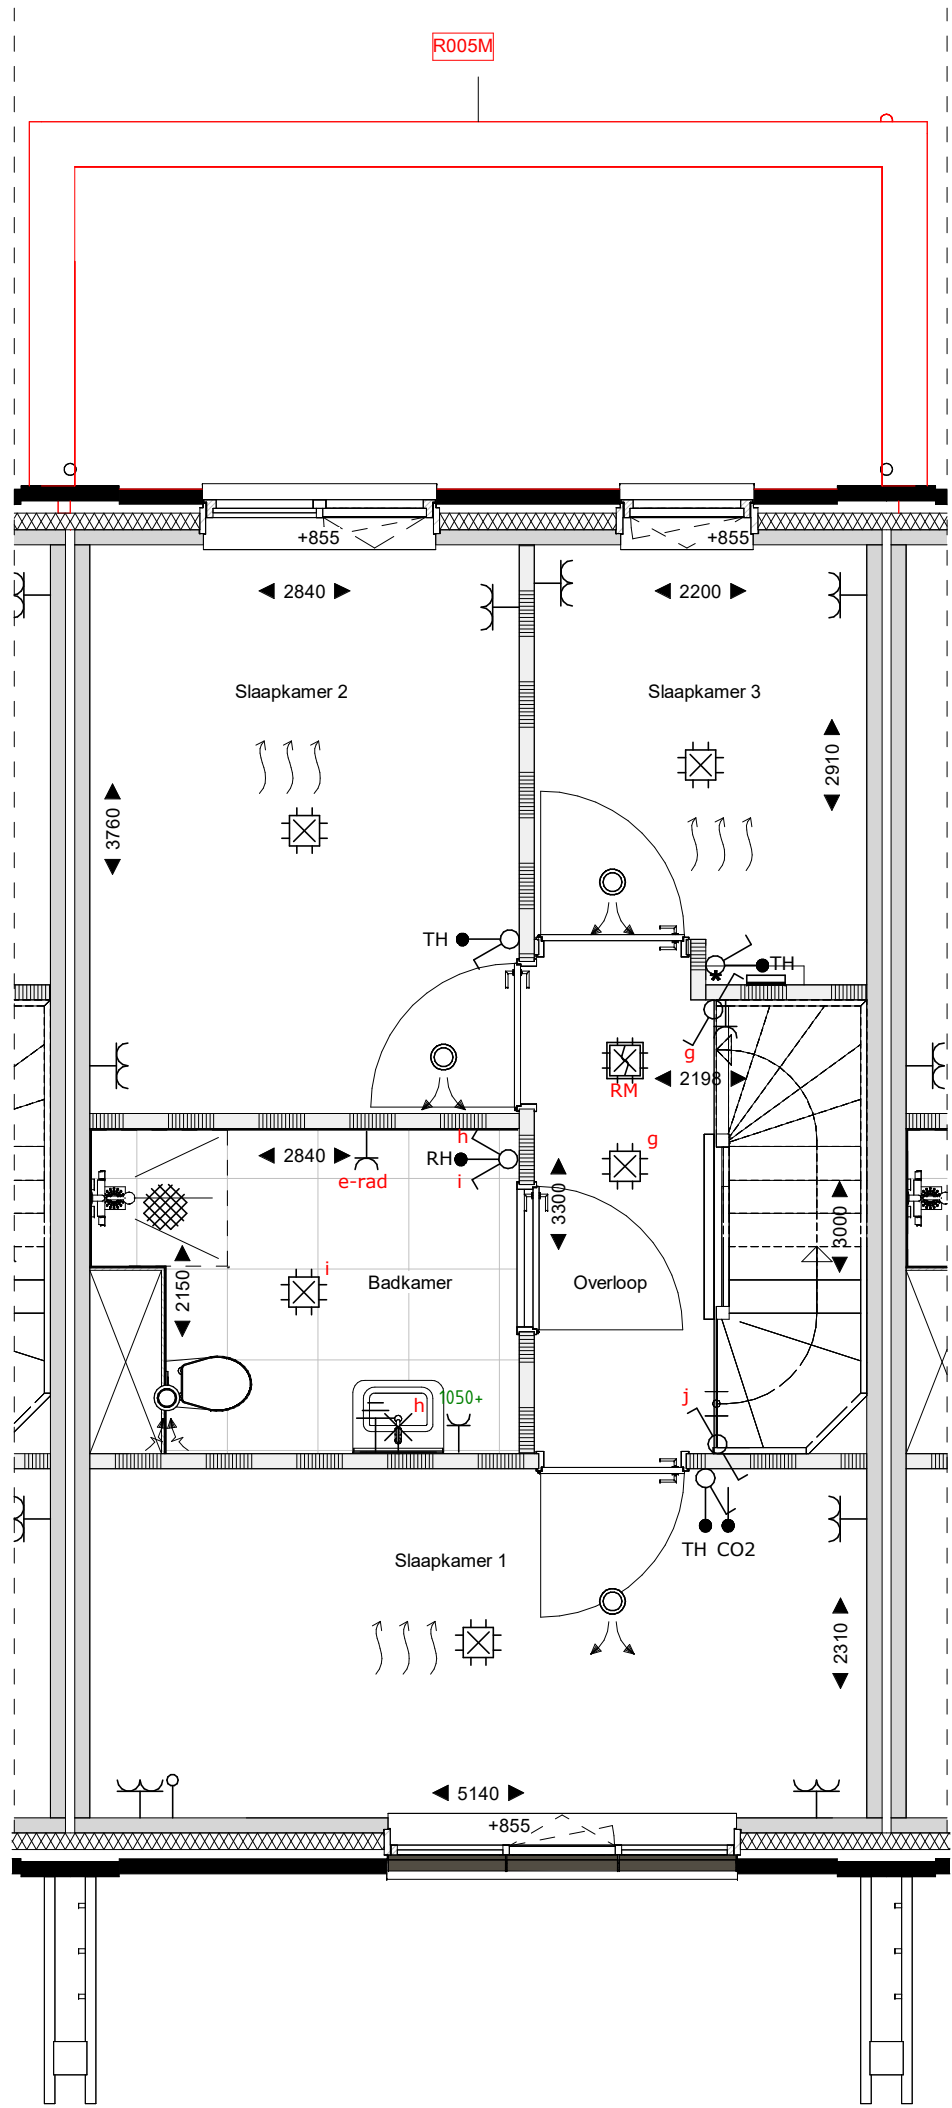 R005M
+855
+855
2840
2200
Slaapkamer 2
Slaapkamer 3
2910
3760
TH
TH
*
g
2198
RM
h
g
2840
RH
e-rad
i
3300
3000
2150
i
Badkamer
Overloop
h
1050+
j
TH CO2
Slaapkamer 1
2310
5140
+855